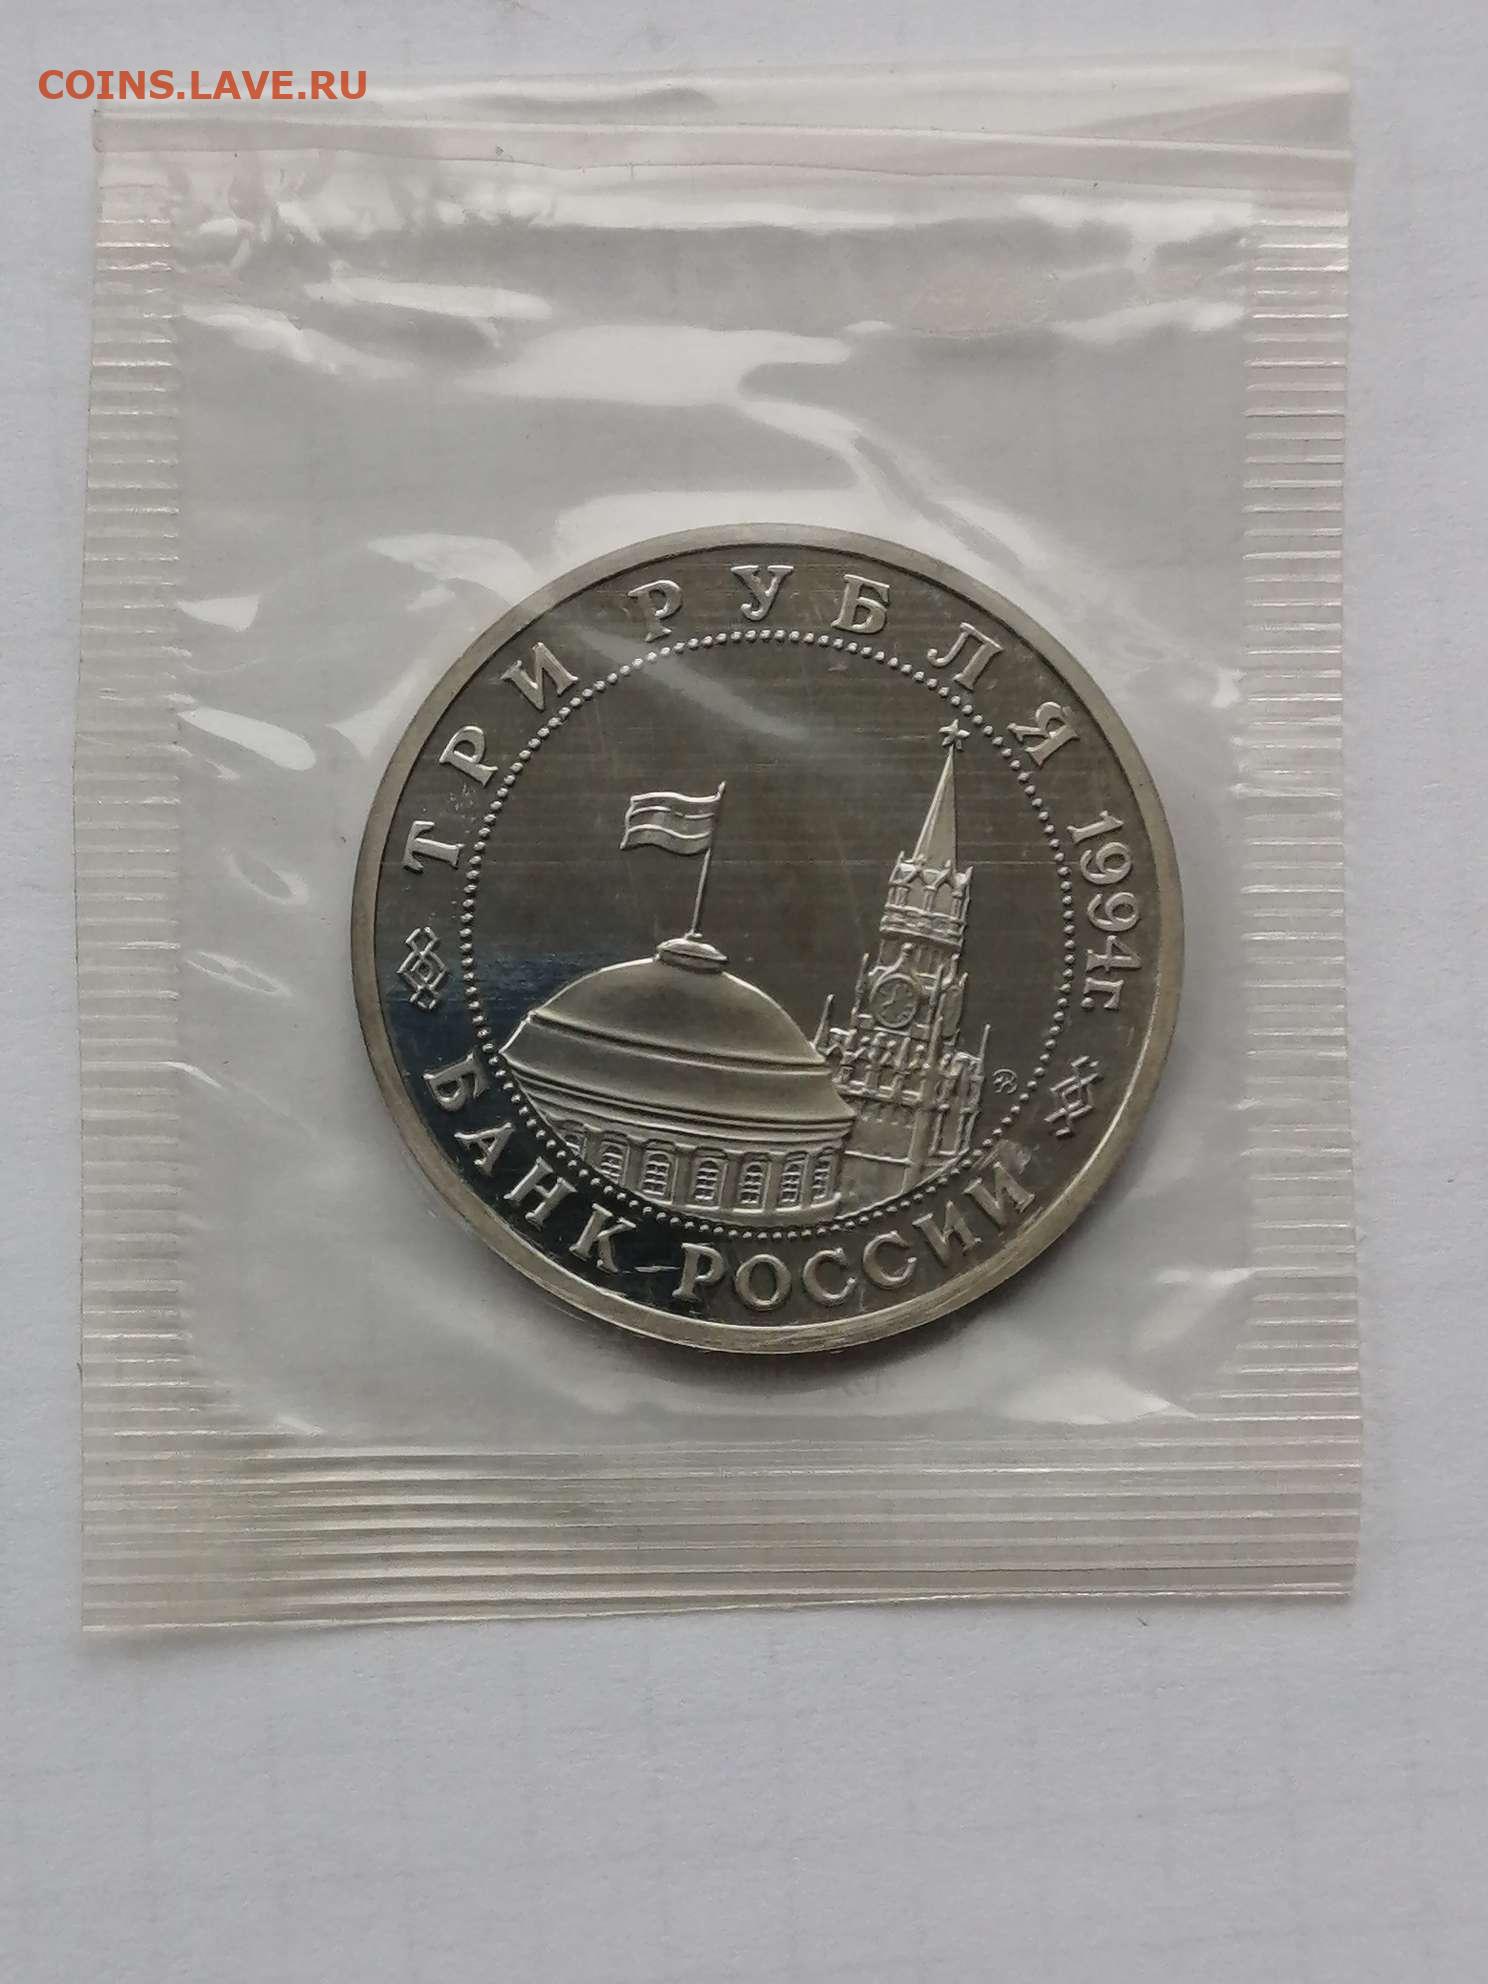 COINS.LAVE.RU
ТРИ РУБЛЯ 1994г.
БАНК РОССИИ